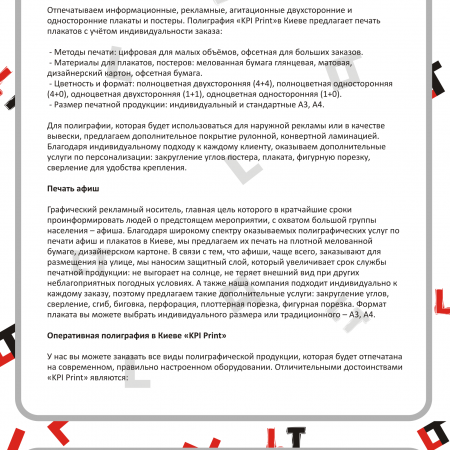 Отпечатываем информационные, рекламные, агитационные двухсторонние и
односторонние плакаты и постеры. Полиграфия «KPI Print»в Киеве предлагает печать
плакатов с учётом индивидуальности заказа:
- Методы печати: цифровая для малых объёмов, офсетная для больших заказов.
- Материалы для плакатов, постеров: мелованная бумага глянцевая, матовая,
дизайнерский картон, офсетная бумага.
- Цветность и формат: полноцветная двухсторонняя (4+4), полноцветная односторонняя
(4+0), одноцветная двухсторонняя (1+1), одноцветная односторонняя (1+0).
- Размер печатной продукции: индивидуальный и стандартные А3, А4.
Для полиграфии, которая будет использоваться для наружной рекламы или в качестве
вывески, предлагаем дополнительное покрытие рулонной, конвертной ламинацией.
Благодаря индивидуальному подходу к каждому клиенту, оказываем дополнительные
услуги по персонализации: закругление углов постера, плаката, фигурную порезку,
сверление для удобства крепления.
Печать афиш
Графический рекламный носитель, главная цель которого в кратчайшие сроки
проинформировать людей о предстоящем мероприятии, с охватом большой группы
населения – афиша. Благодаря широкому спектру оказываемых полиграфических услуг по
печати афиш и плакатов в Киеве, мы предлагаем их печать на плотной мелованной
бумаге, дизайнерском картоне. В связи с тем, что афиши, чаще всего, заказывают для
размещения на улице, мы наносим защитный слой, который увеличивает срок службы
печатной продукции: не выгорает на солнце, не теряет внешний вид при других
неблагоприятных погодных условиях. А также наша компания подходит индивидуально к
каждому заказу, поэтому предлагаем такие дополнительные услуги: закругление углов,
сверление, сгиб, биговка, перфорация, плоттерная порезка, фигурная порезка. Формат
плаката вы можете выбрать индивидуального размера или традиционного – А3, А4.
Оперативная полиграфия в Киеве «KPI Print»
У нас вы можете заказать все виды полиграфической продукции, которая будет отпечатана
на современном, правильно настроенном оборудовании. Отличительными достоинствами
«KPI Print» являются: